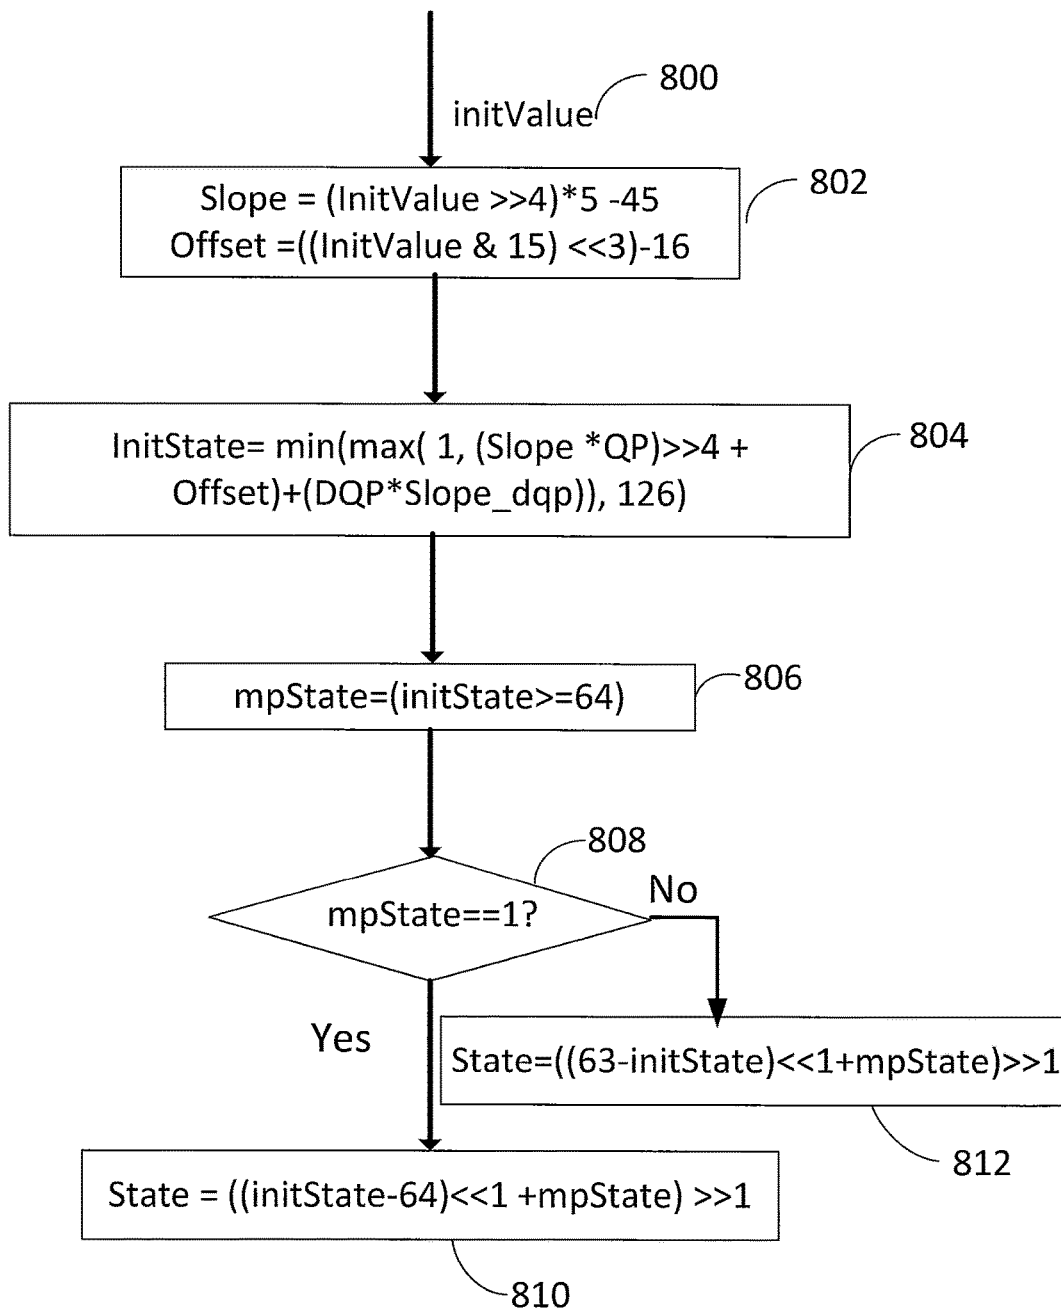 800
initValue
802
Slope = (InitValue >>4)*5 -45
Offset =((InitValue & 15) <<3)-16
804
InitState= min(max( 1, (Slope *QP)>>4 +
Offset)+(DQP*Slope_dqp)), 126)
806
mpState=(initState>=64)
808
mpState==1?
No
Yes
State=((63-initState)<<1+mpState)>>1
812
State = ((initState-64)<<1 +mpState) >>1
810